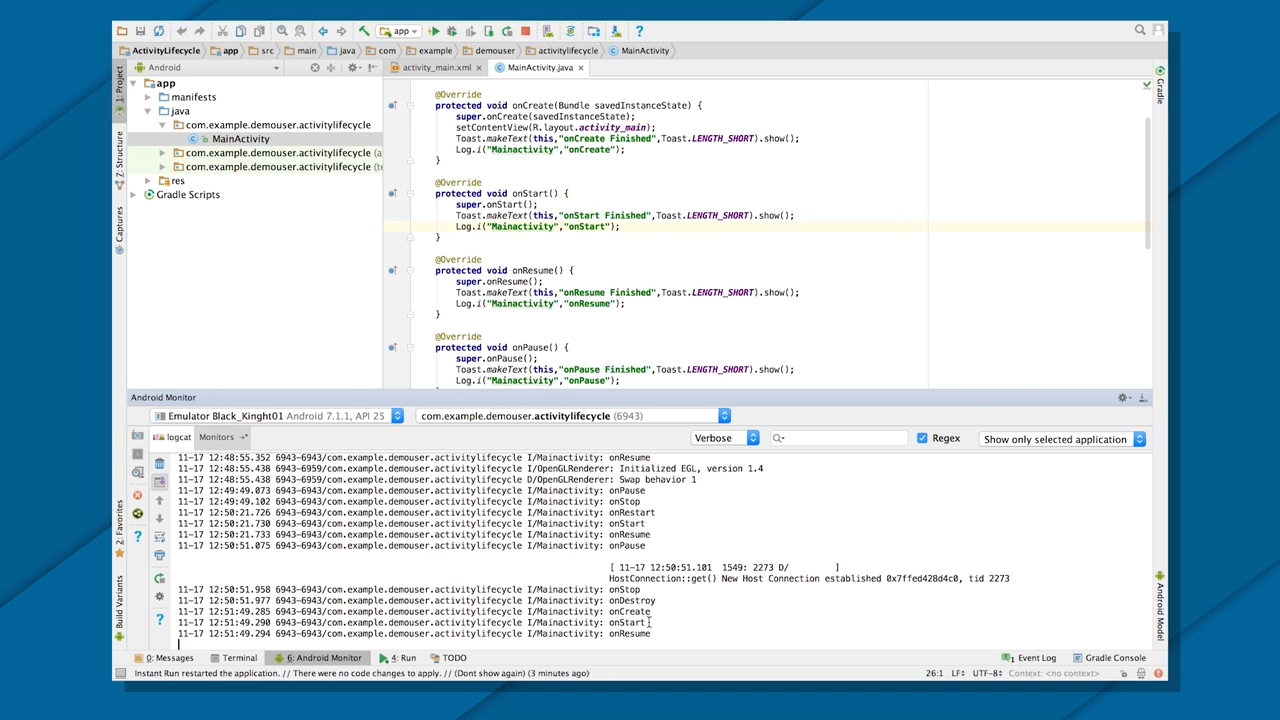 app
ActivityLifecycle
app
src
main
java
com
example
demouser
activitylifecycle
MainActivity
1: Project
Android
activity_main.xml
MainActivity.java
Gradle
app
manifests
java
com.example.demouser.activitylifecycle
MainActivity
com.example.demouser.activitylifecycle (a
com.example.demouser.activitylifecycle (te
res
Gradle Scripts
Z: Structure
Captures
@Override
protected void onCreate(Bundle savedInstanceState) {
super.onCreate(savedInstanceState);
setContentView(R.layout.activity_main);
Toast.makeText(this,"onCreate Finished",Toast.LENGTH_SHORT).show();
Log.i("Mainactivity","onCreate");
}
@Override
protected void onStart() {
super.onStart();
Toast.makeText(this,"onStart Finished",Toast.LENGTH_SHORT).show();
Log.i("Mainactivity","onStart");
}
@Override
protected void onResume() {
super.onResume();
Toast.makeText(this,"onResume Finished",Toast.LENGTH_SHORT).show();
Log.i("Mainactivity","onResume");
}
@Override
protected void onPause() {
super.onPause();
Toast.makeText(this,"onPause Finished",Toast.LENGTH_SHORT).show();
Log.i("Mainactivity","onPause");
Android Monitor
Emulator Black_Kinght01 Android 7.1.1, API 25
com.example.demouser.activitylifecycle (6943)
logcat
Monitors
Verbose
Regex
Show only selected application
11-17 12:48:55.352 6943-6943/com.example.demouser.activitylifecycle I/Mainactivity: onResume
11-17 12:48:55.438 6943-6959/com.example.demouser.activitylifecycle I/OpenGLRenderer: Initialized EGL, version 1.4
11-17 12:48:55.438 6943-6959/com.example.demouser.activitylifecycle D/OpenGLRenderer: Swap behavior 1
11-17 12:49:49.073 6943-6943/com.example.demouser.activitylifecycle I/Mainactivity: onPause
11-17 12:49:49.102 6943-6943/com.example.demouser.activitylifecycle I/Mainactivity: onStop
11-17 12:50:21.726 6943-6943/com.example.demouser.activitylifecycle I/Mainactivity: onRestart
11-17 12:50:21.730 6943-6943/com.example.demouser.activitylifecycle I/Mainactivity: onStart
11-17 12:50:21.733 6943-6943/com.example.demouser.activitylifecycle I/Mainactivity: onResume
11-17 12:50:51.075 6943-6943/com.example.demouser.activitylifecycle I/Mainactivity: onPause
[ 11-17 12:50:51.101 1549: 2273 D/ ]
HostConnection::get() New Host Connection established 0x7ffed428d4c0, tid 2273
11-17 12:50:51.958 6943-6943/com.example.demouser.activitylifecycle I/Mainactivity: onStop
11-17 12:50:51.977 6943-6943/com.example.demouser.activitylifecycle I/Mainactivity: onDestroy
11-17 12:51:49.285 6943-6943/com.example.demouser.activitylifecycle I/Mainactivity: onCreate
11-17 12:51:49.290 6943-6943/com.example.demouser.activitylifecycle I/Mainactivity: onStart
11-17 12:51:49.294 6943-6943/com.example.demouser.activitylifecycle I/Mainactivity: onResume
2: Favorites
Build Variants
Android Model
0: Messages
Terminal
6: Android Monitor
4: Run
TODO
1 Event Log
Gradle Console
Instant Run restarted the application. // There were no code changes to apply. // (Dont show again) (3 minutes ago)
26:1
LF
UTF-8
Context: <no context>